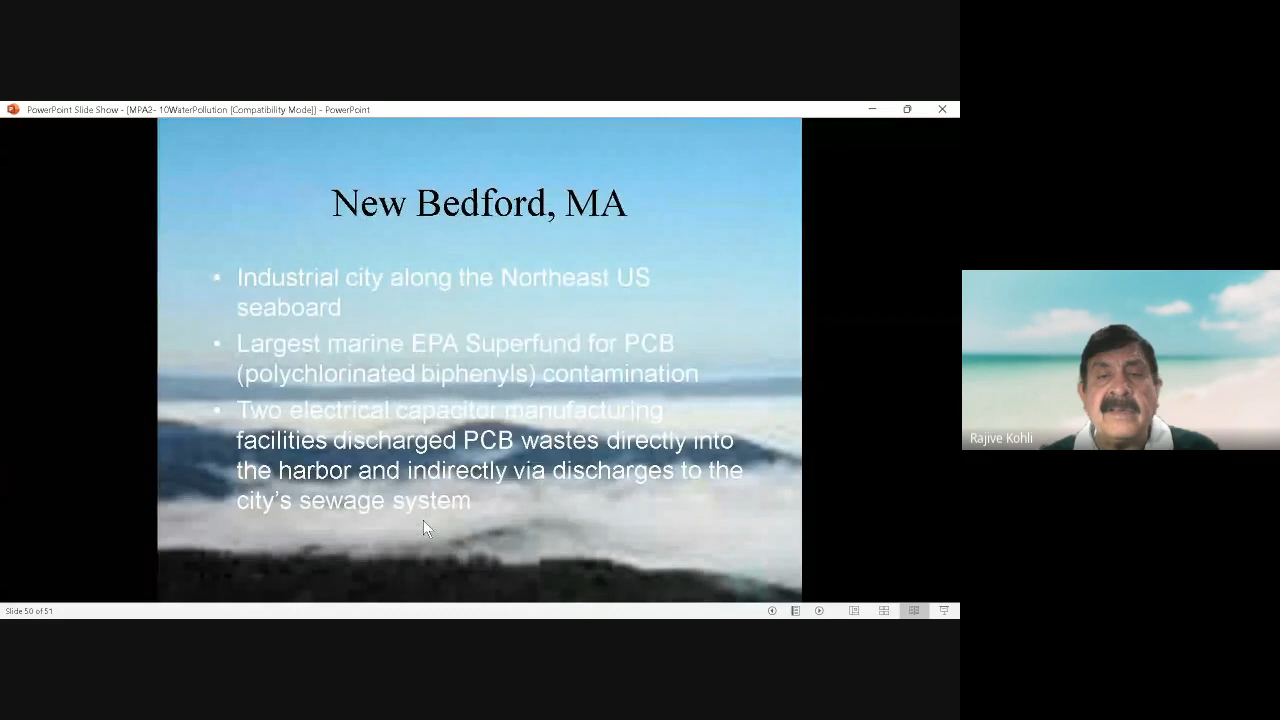 PowerPoint Slide Show - [MPA2- 10WaterPollution [Compatibility Mode]] - PowerPoint
New Bedford, MA
• Industrial city along the Northeast US
seaboard
• Largest marine EPA Superfund for PCB
(polychlorinated biphenyls) contamination
• Two electrical capacitor manufacturing
facilities discharged PCB wastes directly into
the harbor and indirectly via discharges to the
city's sewage system
Rajive Kohli
Slide 50 of 51